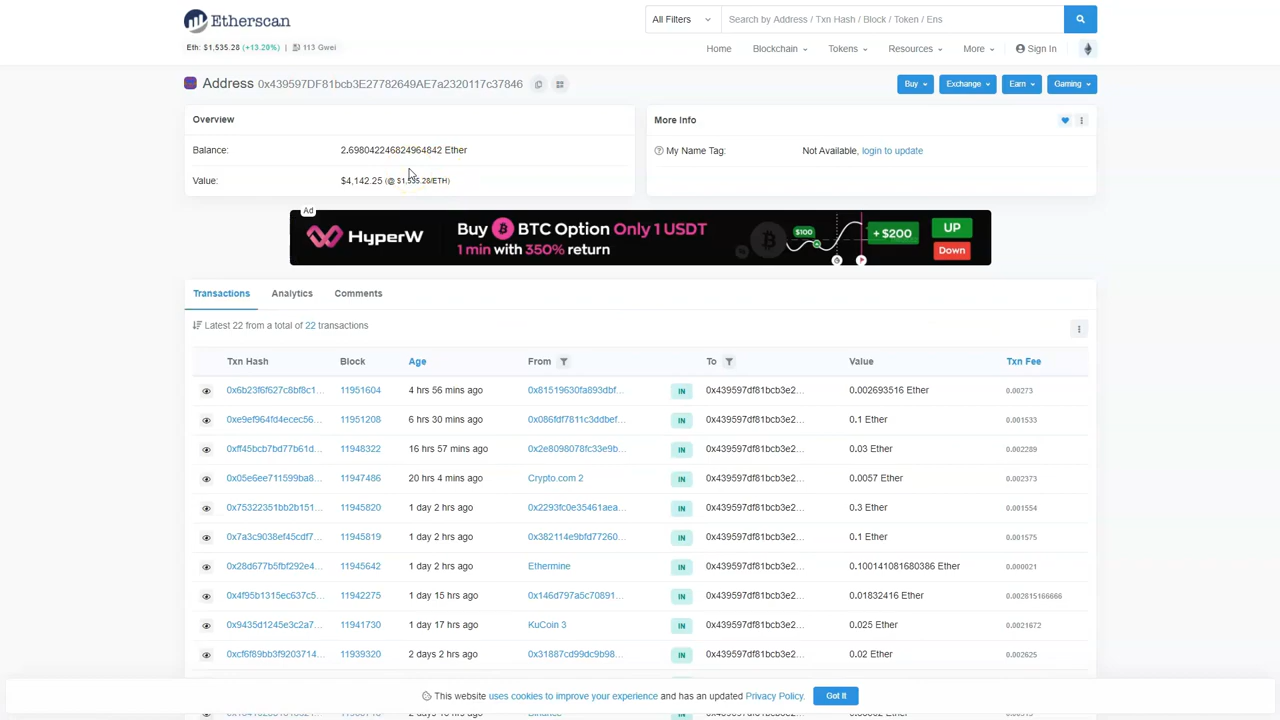 Etherscan
All Filters
Search by Address / Txn Hash / Block / Token / Ens
Eth: $1,535.28 (+13.20%) | 113 Gwei
Home Blockchain Tokens Resources More Sign In
Address 0x439597DF81bcb3E27782649AE7a2320117c37846
Buy Exchange Earn Gaming
Overview
Balance: 2.698042246824964842 Ether
Value: $4,142.25 (@ $1,535.28/ETH)
More Info
My Name Tag: Not Available, login to update
Ad
HyperW
Buy BTC Option Only 1 USDT
1 min with 350% return
$100
+ $200
UP
Down
Transactions Analytics Comments
Latest 22 from a total of 22 transactions
Txn Hash Block Age From To Value Txn Fee
0x6b23f6f627c8bf8c1... 11951604 4 hrs 56 mins ago 0x81519630fa893dbf... IN 0x439597df81bcb3e2... 0.002693516 Ether 0.00273
0xe9ef964fd4ecec56... 11951208 6 hrs 30 mins ago 0x086fdf7811c3ddbef... IN 0x439597df81bcb3e2... 0.1 Ether 0.001533
0xff45bcb7bd77b61d... 11948322 16 hrs 57 mins ago 0x2e8098078fc33e9b... IN 0x439597df81bcb3e2... 0.03 Ether 0.002289
0x05e6ee711599ba8... 11947486 20 hrs 4 mins ago Crypto.com 2 IN 0x439597df81bcb3e2... 0.0057 Ether 0.002373
0x75322351bb2b151... 11945820 1 day 2 hrs ago 0x2293fc0e35461aea... IN 0x439597df81bcb3e2... 0.3 Ether 0.001554
0x7a3c9038ef45cdf7... 11945819 1 day 2 hrs ago 0x382114e9bfd77260... IN 0x439597df81bcb3e2... 0.1 Ether 0.001575
0x28d677b5fbf292e4... 11945642 1 day 2 hrs ago Ethermine IN 0x439597df81bcb3e2... 0.100141081680386 Ether 0.000021
0x4f95b1315ec637c5... 11942275 1 day 15 hrs ago 0x146d797a5c70891... IN 0x439597df81bcb3e2... 0.01832416 Ether 0.002815166666
0x9435d1245e3c2a7... 11941730 1 day 17 hrs ago KuCoin 3 IN 0x439597df81bcb3e2... 0.025 Ether 0.0021672
0xcf6f89bb3f9203714... 11939320 2 days 2 hrs ago 0x31887cd99dc9b98... IN 0x439597df81bcb3e2... 0.02 Ether 0.002625
This website uses cookies to improve your experience and has an updated Privacy Policy. Got It